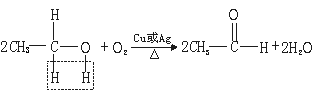 H O
2CH₃—C—O + O₂ Cu或Ag △ 2CH₃—C—H+2H₂O
H H